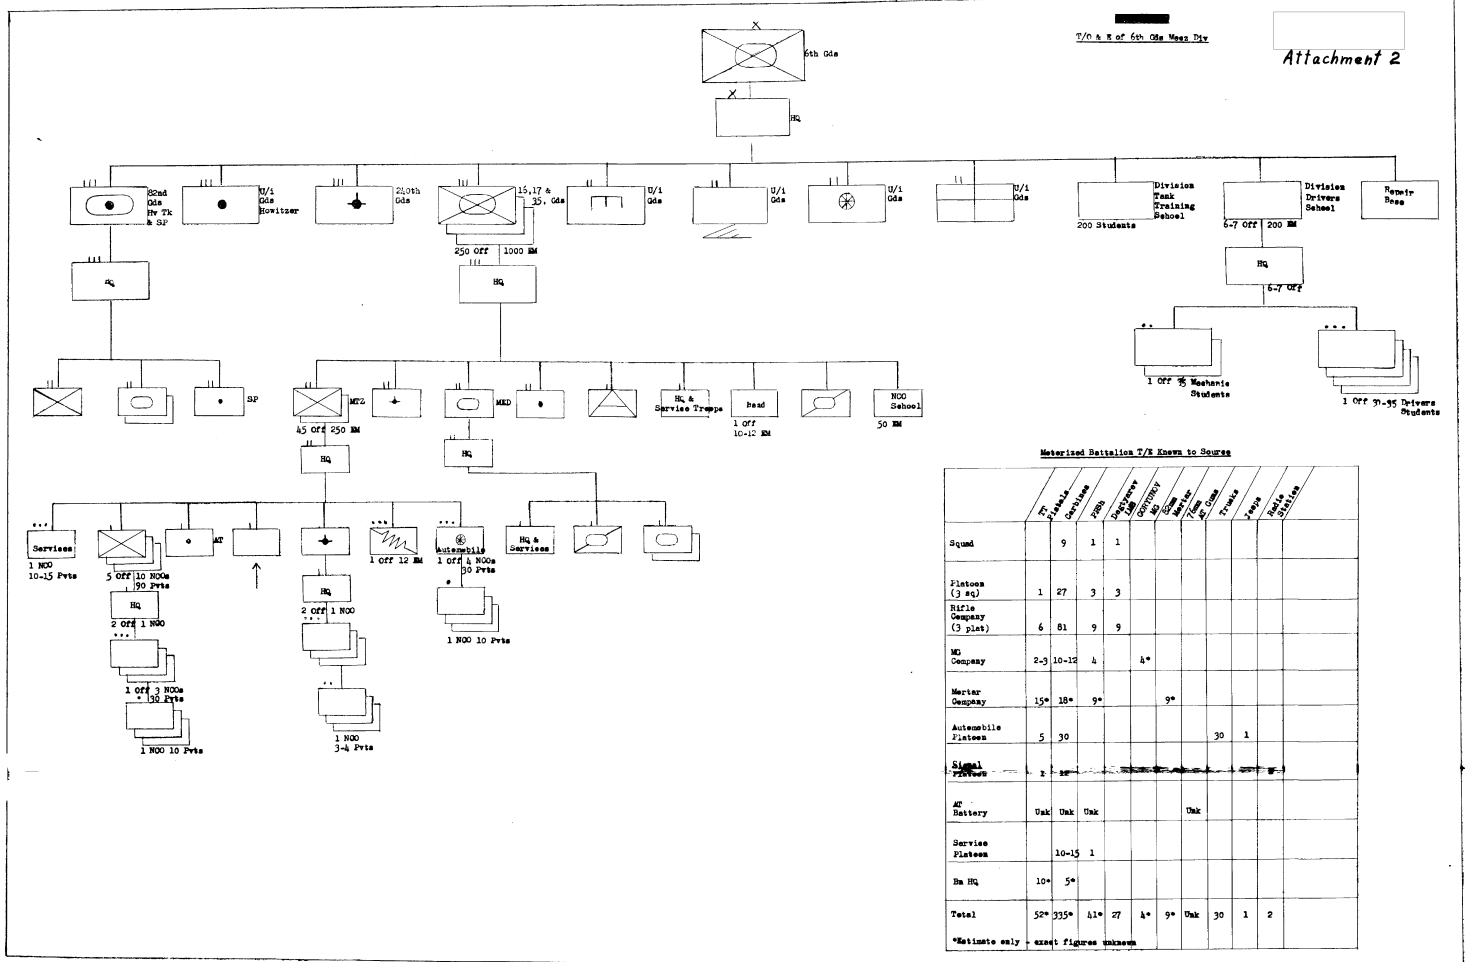 T/O & E of 6th Gds Mecz Div
Attachment 2
X
6th Gds
X
HQ
82nd
Gds
Hv Tk
& SP
U/i
Gds
Howitzer
240th
Gds
16,17 &
35, Gds
250 Off 1000 EM
U/i
Gds
U/i
Gds
U/i
Gds
U/i
Gds
Division
Tank
Training
School
200 Students
Division
Drivers
School
6-7 Off 200 EM
Repair
Base
HQ
HQ
HQ
6-7 Off
1 Off 35 Mechanic
Students
1 Off 30-35 Drivers
Students
SP
MTZ
45 Off 250 EM
MED
HQ &
Service Troops
Band
1 Off
10-12 EM
NCO
School
50 EM
HQ
HQ
Services
1 NCO
10-15 Pvts
5 Off 10 NCOs
90 Pvts
AT
1 Off 12 EM
Automobile
1 Off 4 NCOs
30 Pvts
HQ &
Services
HQ
2 Off 1 NCO
HQ
2 Off 1 NCO
1 NCO 10 Pvts
1 Off 3 NCOs
30 Pvts
1 NCO 10 Pvts
1 NCO
3-4 Pvts
Motorized Battalion T/E Known to Source
TT Pistols
Carbines
PPSh
Degtyarev LMG
GORYUNOV MG
82mm Mortar
76mm AT Guns
Trucks
Jeeps
Radio Station
Squad 9 1 1
Platoon
(3 sq) 1 27 3 3
Rifle
Company
(3 plat) 6 81 9 9
MG
Company 2-3 10-12 4 4*
Mortar
Company 15* 18* 9* 9*
Automobile
Platoon 5 30 30 1
Signal
Platoon 1 12 2
AT
Battery Unk Unk Unk Unk
Service
Platoon 10-15 1
Bn HQ 10* 5*
Total 52* 335* 41* 27 4* 9* Unk 30 1 2
*Estimate only - exact figures unknown